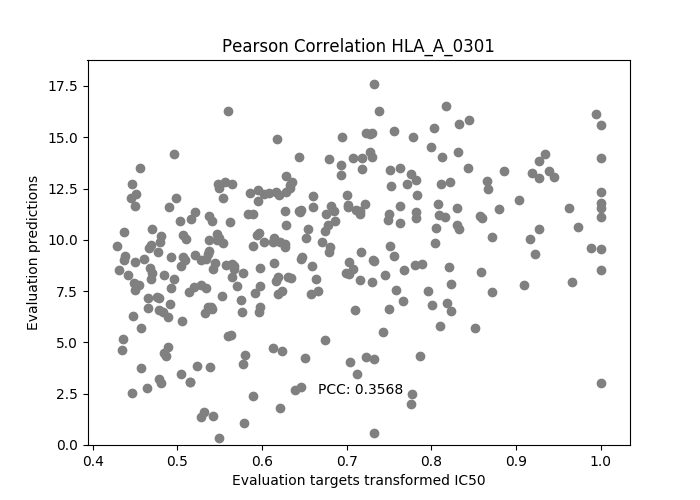 Pearson Correlation HLA_A_0301
Evaluation predictions
17.5
15.0
12.5
10.0
7.5
5.0
2.5
0.0
PCC: 0.3568
0.4 0.5 0.6 0.7 0.8 0.9 1.0
Evaluation targets transformed IC50